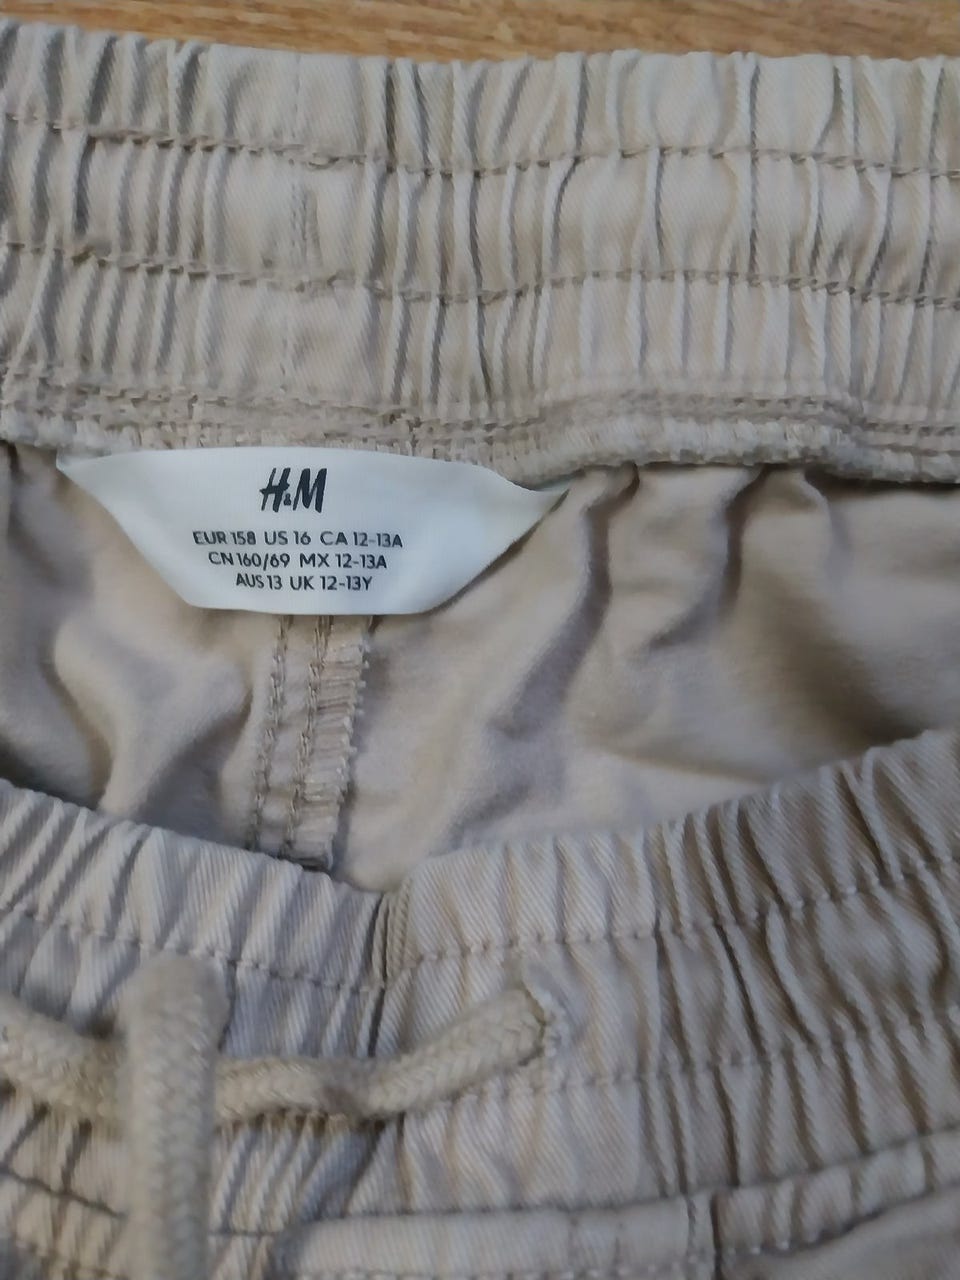 H&M
EUR 158 US 16 CA 12-13A
CN 160/69 MX 12-13A
AUS 13 UK 12-13Y